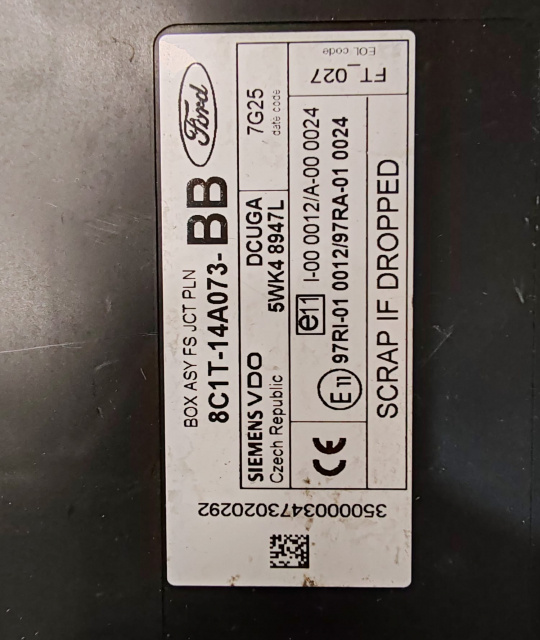 BOX ASY FS JCT PLN
8C1T-14A073-BB
Ford
SIEMENS VDO
Czech Republic
DCUGA
5WK4 8947L
7G25
date code
e11 I-00 0012/A-00 0024
E11 97RI-01 0012/97RA-01 0024
CE
FT_027
EOL code
SCRAP IF DROPPED
3500003473020292